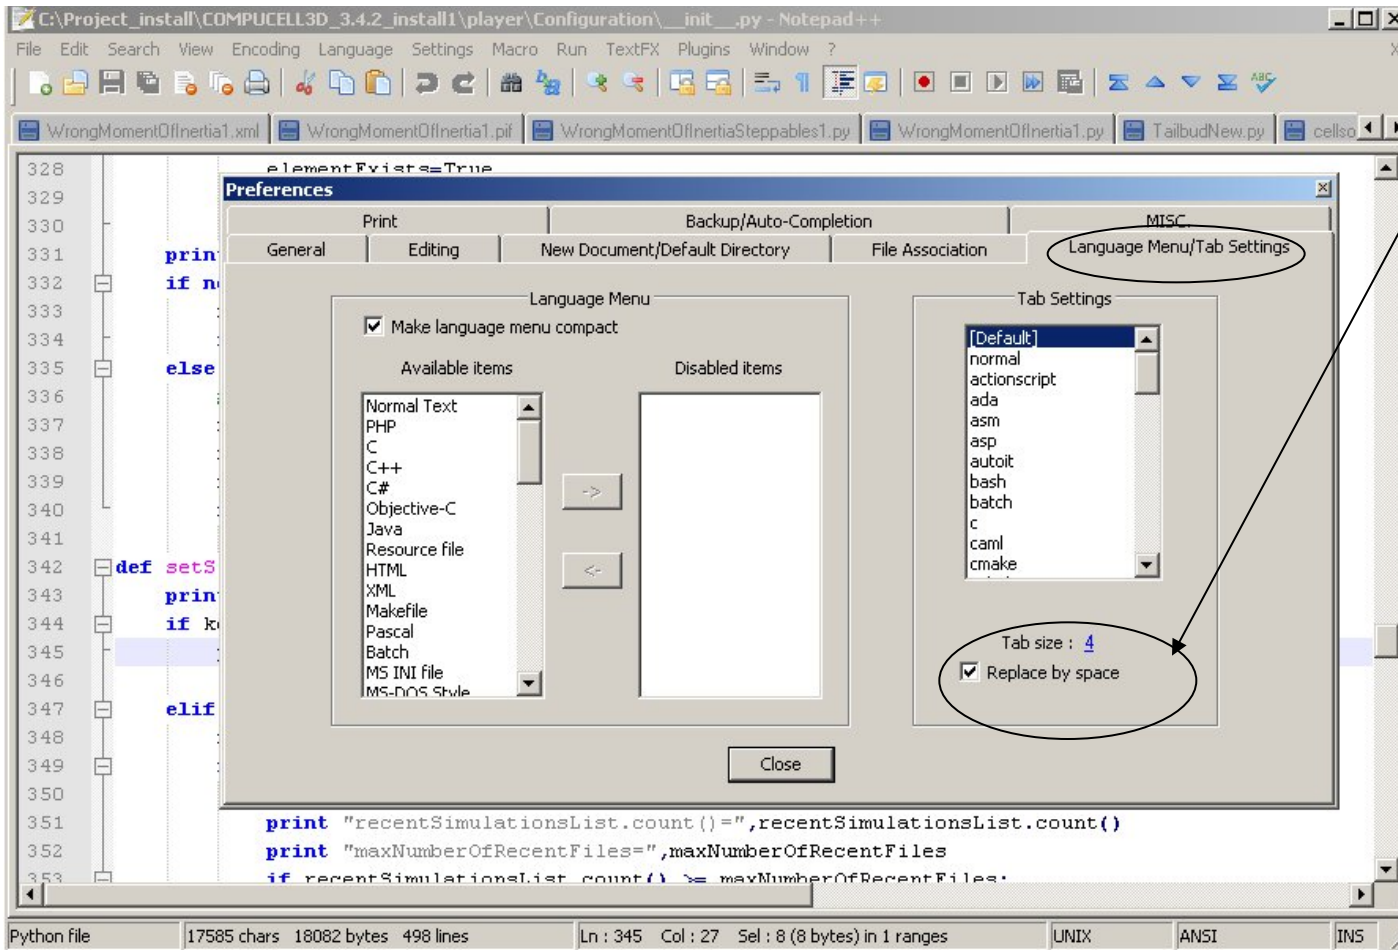 C:\Project_install\COMPUCELL3D_3.4.2_install1\player\Configuration\__init__.py - Notepad++
File Edit Search View Encoding Language Settings Macro Run TextFX Plugins Window ?
WrongMomentOfInertia1.xml WrongMomentOfInertia1.pif WrongMomentOfInertiaSteppables1.py WrongMomentOfInertia1.py TailbudNew.py cellso
328 elementExists=True
329
330
331 prin
332 if n
333
334
335 else
336
337
338
339
340
341
342 def setS
343 prin
344 if k
345
346
347 elif
348
349
350
351 print "recentSimulationsList.count()=",recentSimulationsList.count()
352 print "maxNumberOfRecentFiles=",maxNumberOfRecentFiles
353 if recentSimulationsList.count() >= maxNumberOfRecentFiles:
Preferences
Print Backup/Auto-Completion MISC.
General Editing New Document/Default Directory File Association Language Menu/Tab Settings
Language Menu
Make language menu compact
Available items Disabled items
Normal Text
PHP
C
C++
C#
Objective-C
Java
Resource file
HTML
XML
Makefile
Pascal
Batch
MS INI file
MS-DOS Style
-&gt;
&lt;-
Tab Settings
[Default]
normal
actionscript
ada
asm
asp
autoit
bash
batch
c
caml
cmake
Tab size : 4
Replace by space
Close
Python file 17585 chars 18082 bytes 498 lines Ln : 345 Col : 27 Sel : 8 (8 bytes) in 1 ranges UNIX ANSI INS